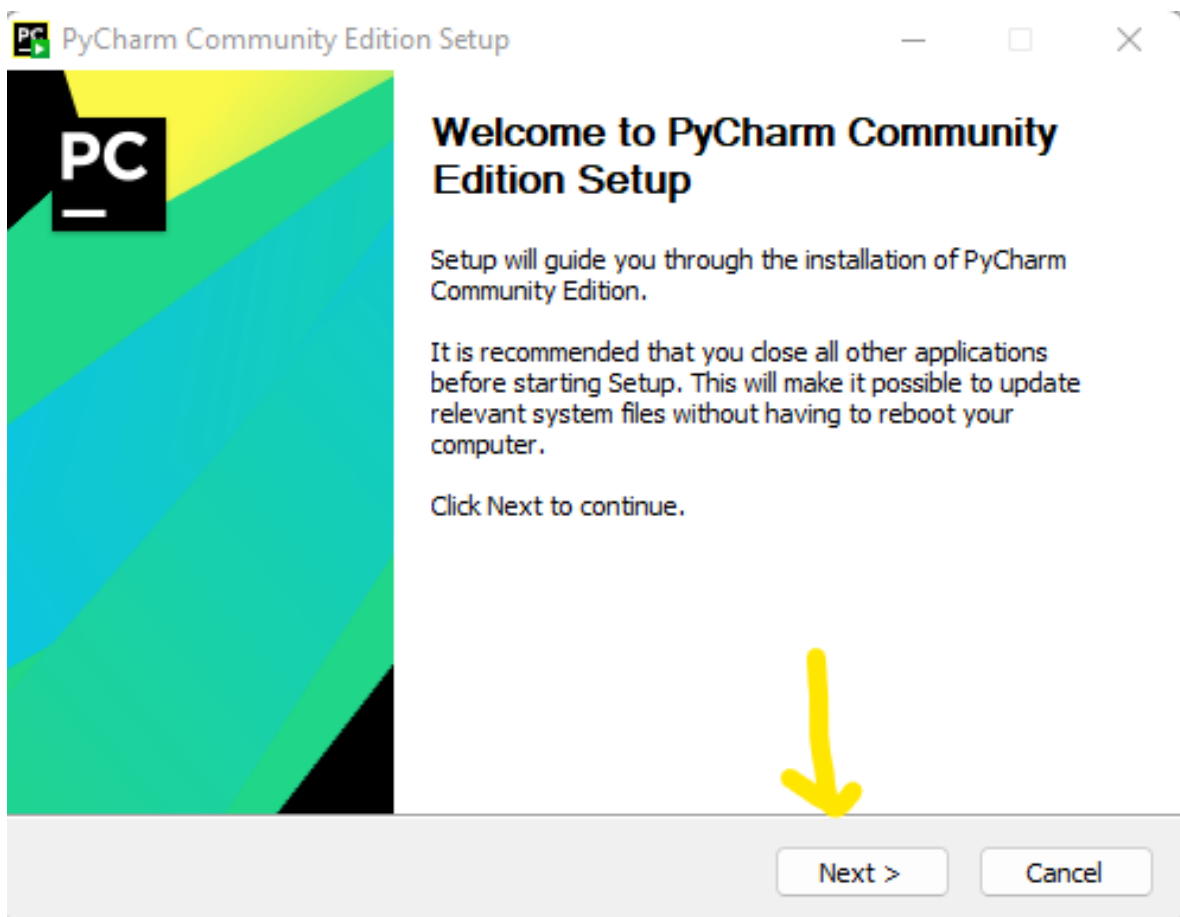 PC PyCharm Community Edition Setup
PC
Welcome to PyCharm Community
Edition Setup
Setup will guide you through the installation of PyCharm
Community Edition.
It is recommended that you close all other applications
before starting Setup. This will make it possible to update
relevant system files without having to reboot your
computer.
Click Next to continue.
Next >
Cancel